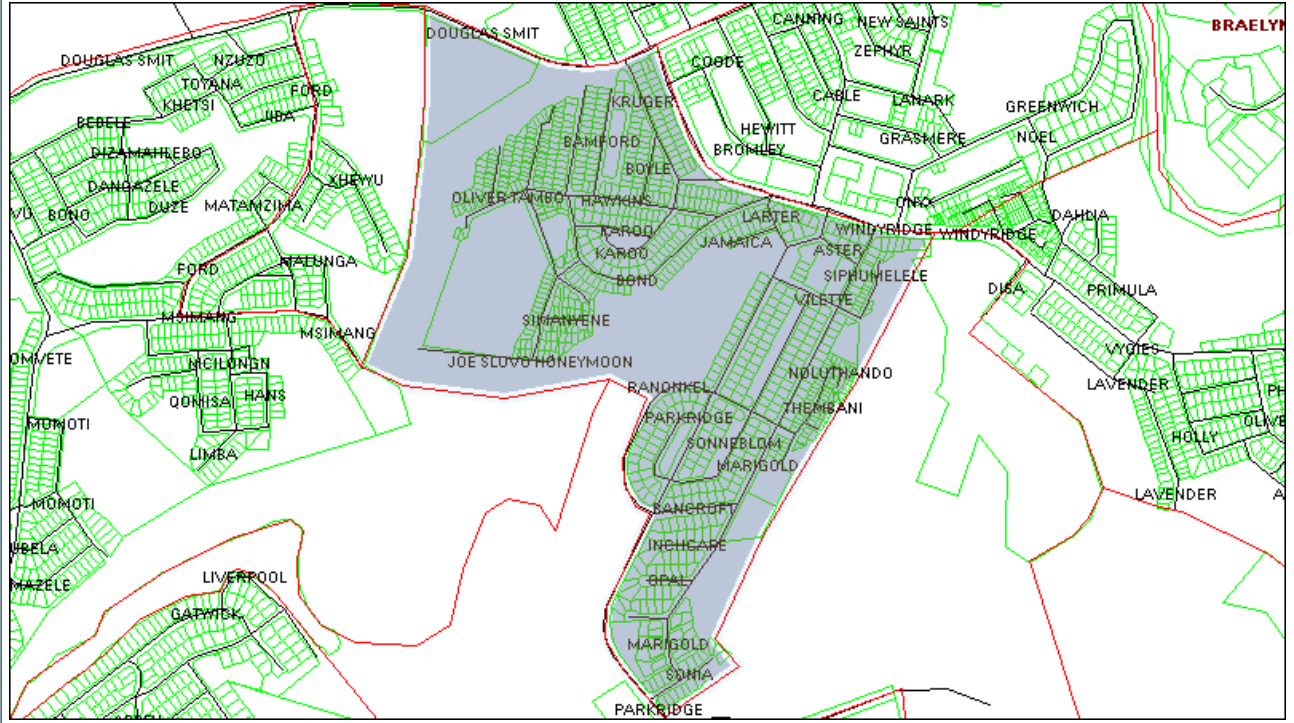 CANNING
NEW SAINTS
BRAELYN
DOUGLAS SMIT
DOUGLAS SMIT
NZUZO
COODE
ZEPHYR
TOYANA
FORD
KHETSI
KRUGER
CABLE
LANARK
GREENWICH
JIBA
BEBELE
HEWITT
GRASMERE
NOEL
BAMFORD
BROMLEY
DIZAMAHLEBO
BOYLE
DANGAZELE
XHEWU
OLIVER TAMBO
HAWKINS
ONYX
DUZE
MATAMZIMA
BONO
LARTER
DAHLIA
KAROO
WINDYRIDGE
WINDYRIDGE
JAMAICA
KAROO
ASTER
MALUNGA
FORD
BOND
SIPHUMELELE
DISA
PRIMULA
VILETTE
MSIMANG
SIMANYENE
MSIMANG
VYGIES
OMVETE
MCILONGN
JOE SLUVO HONEYMOON
NOLUTHANDO
RANONKEL
LAVENDER
QONISA
HANS
THEMBANI
PARKRIDGE
OLIVE
MOMOTI
HOLLY
SONNEBLOM
LIMBA
MARIGOLD
LAVENDER
MOMOTI
BANCROFT
UBELA
INCHCAPE
MAZELE
LIVERPOOL
OPAL
GATWICK
MARIGOLD
SONIA
PARKRIDGE